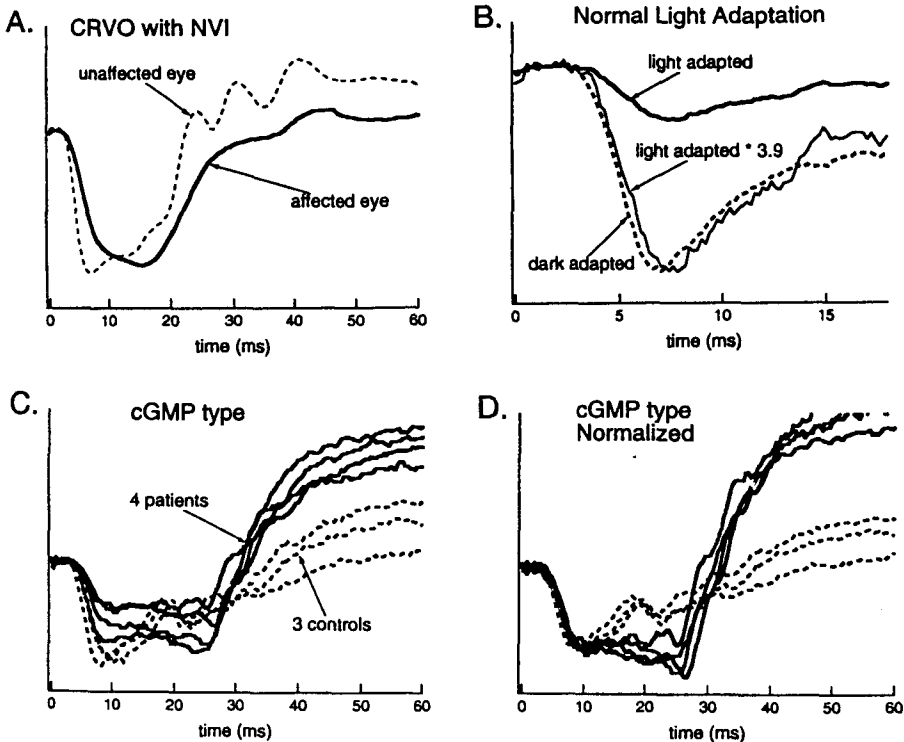 A. CRVO with NVI
unaffected eye
affected eye
0 10 20 30 40 50 60
time (ms)
B. Normal Light Adaptation
light adapted
light adapted * 3.9
dark adapted
0 5 10 15
time (ms)
C. cGMP type
4 patients
3 controls
0 10 20 30 40 50 60
time (ms)
D. cGMP type
Normalized
0 10 20 30 40 50 60
time (ms)